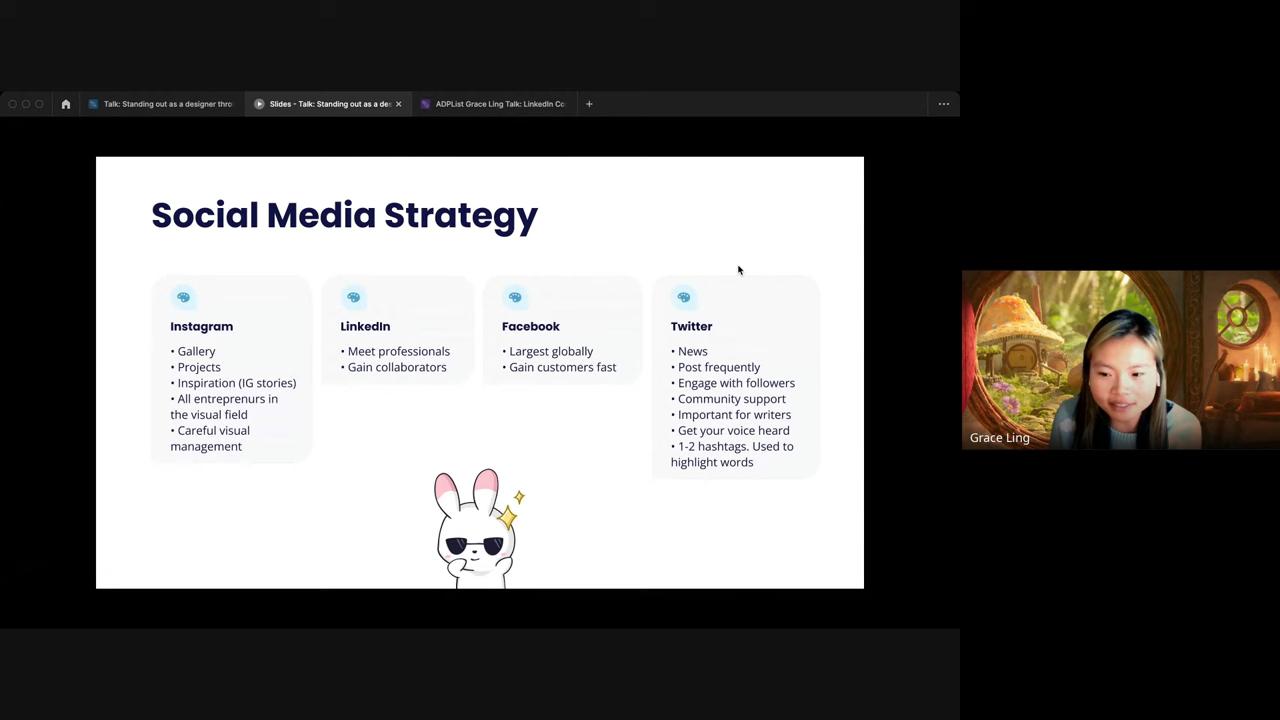 Talk: Standing out as a designer thro
Slides - Talk: Standing out as a des
ADPList Grace Ling Talk: LinkedIn Co
Social Media Strategy
Instagram
• Gallery
• Projects
• Inspiration (IG stories)
• All entreprenurs in
the visual field
• Careful visual
management
LinkedIn
• Meet professionals
• Gain collaborators
Facebook
• Largest globally
• Gain customers fast
Twitter
• News
• Post frequently
• Engage with followers
• Community support
• Important for writers
• Get your voice heard
• 1-2 hashtags. Used to
highlight words
Grace Ling